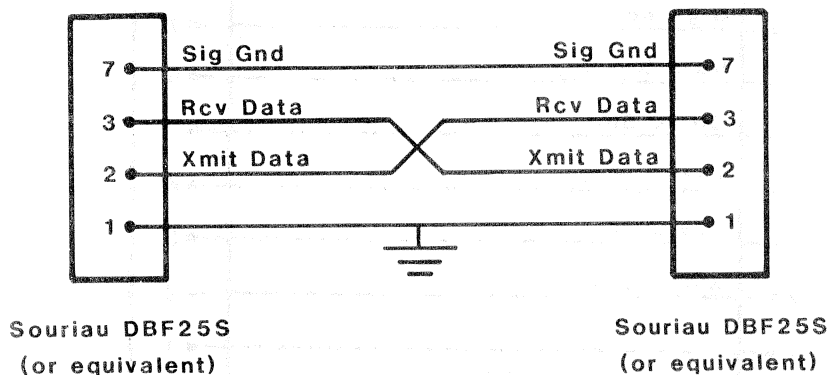 7 Sig Gnd Sig Gnd 7
3 Rcv Data Rcv Data 3
2 Xmit Data Xmit Data 2
1 1
Souriau DBF25S Souriau DBF25S
(or equivalent) (or equivalent)